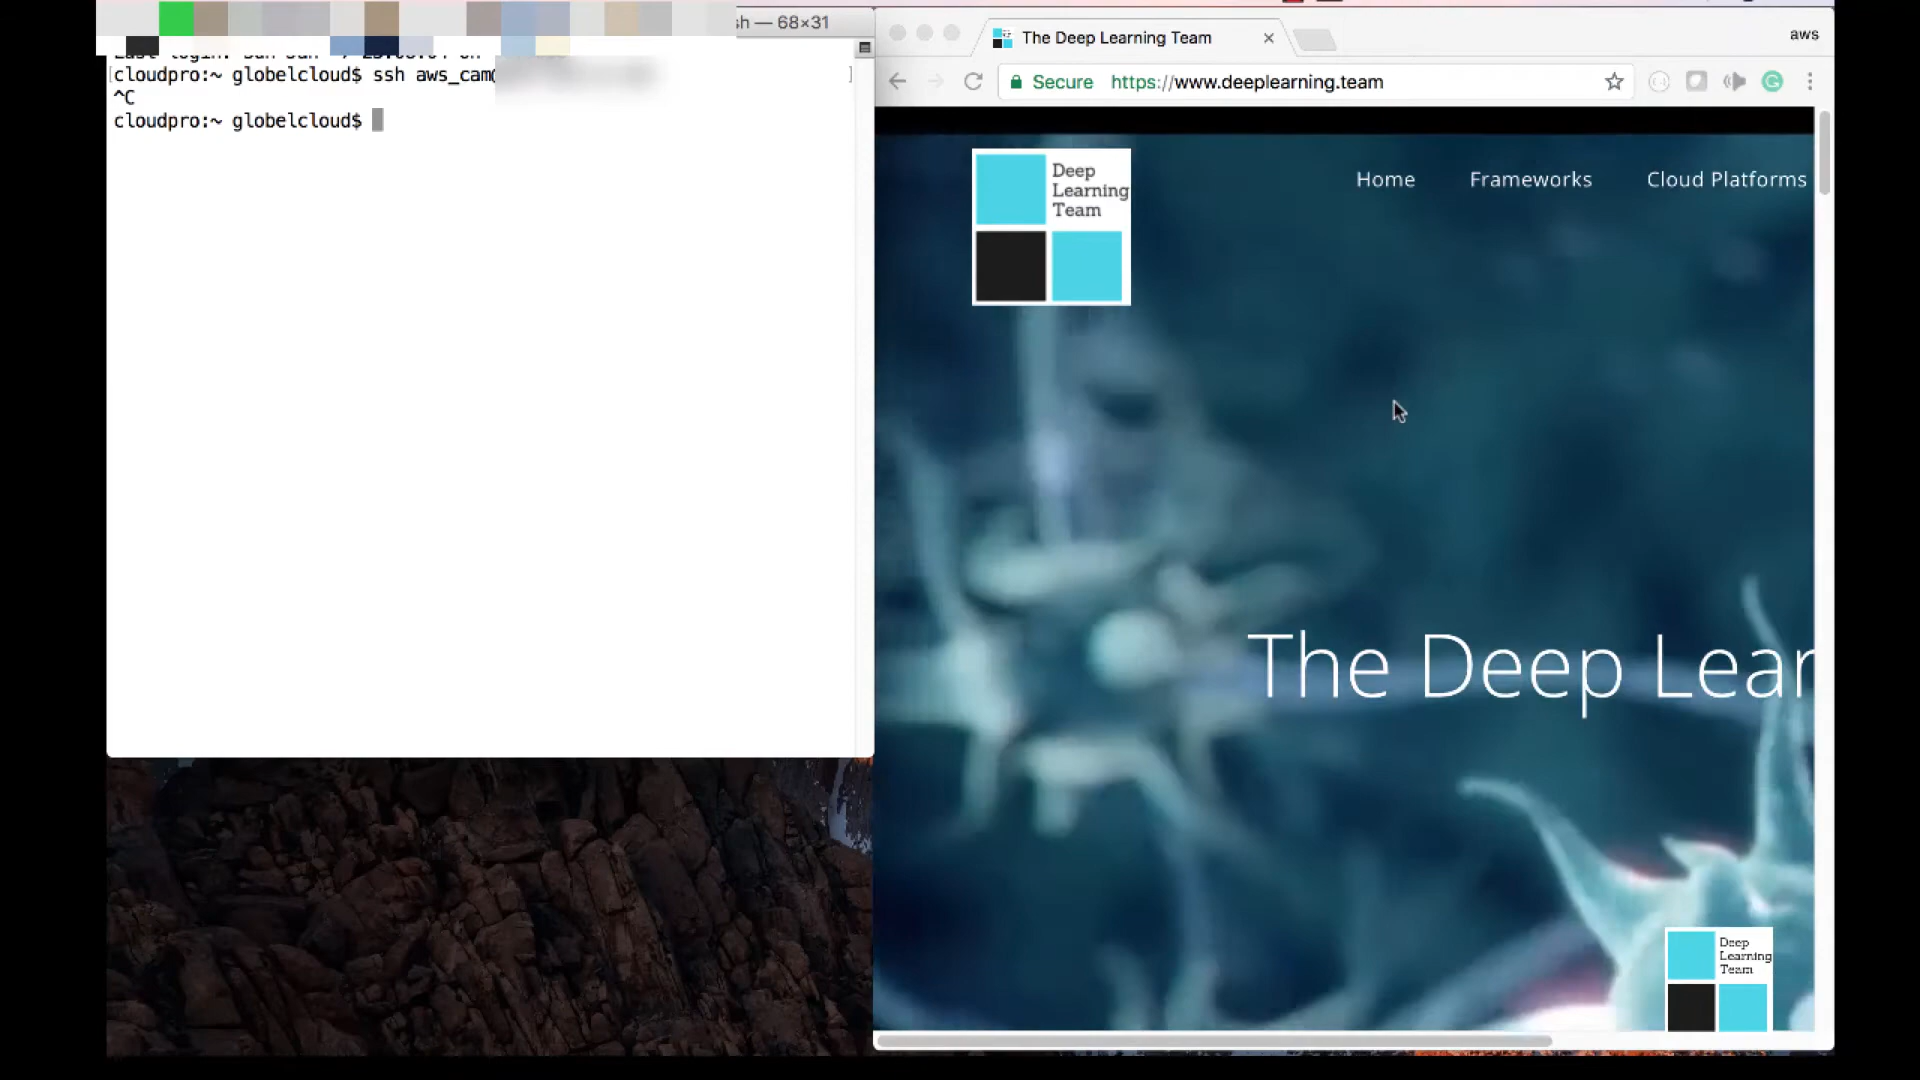 sh — 68×31
cloudpro:~ globelcloud$ ssh aws_cam@
^C
cloudpro:~ globelcloud$
The Deep Learning Team
aws
Secure https://www.deeplearning.team
Deep
Learning
Team
Home Frameworks Cloud Platforms
The Deep Lear
Deep
Learning
Team